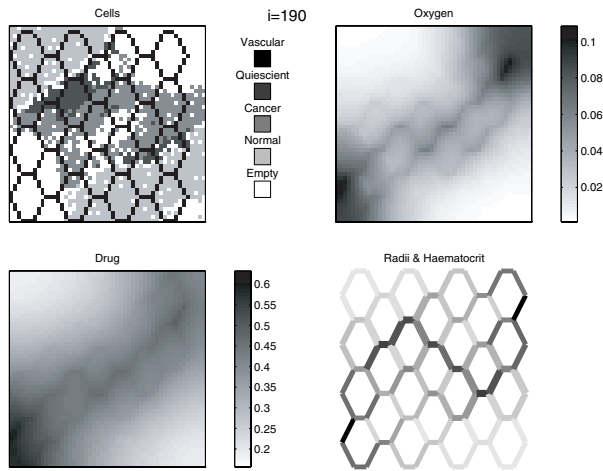 Cells
i=190
Oxygen
Vascular
Quiescient
Cancer
Normal
Empty
0.1
0.08
0.06
0.04
0.02
Drug
Radii & Haematocrit
0.6
0.55
0.5
0.45
0.4
0.35
0.3
0.25
0.2